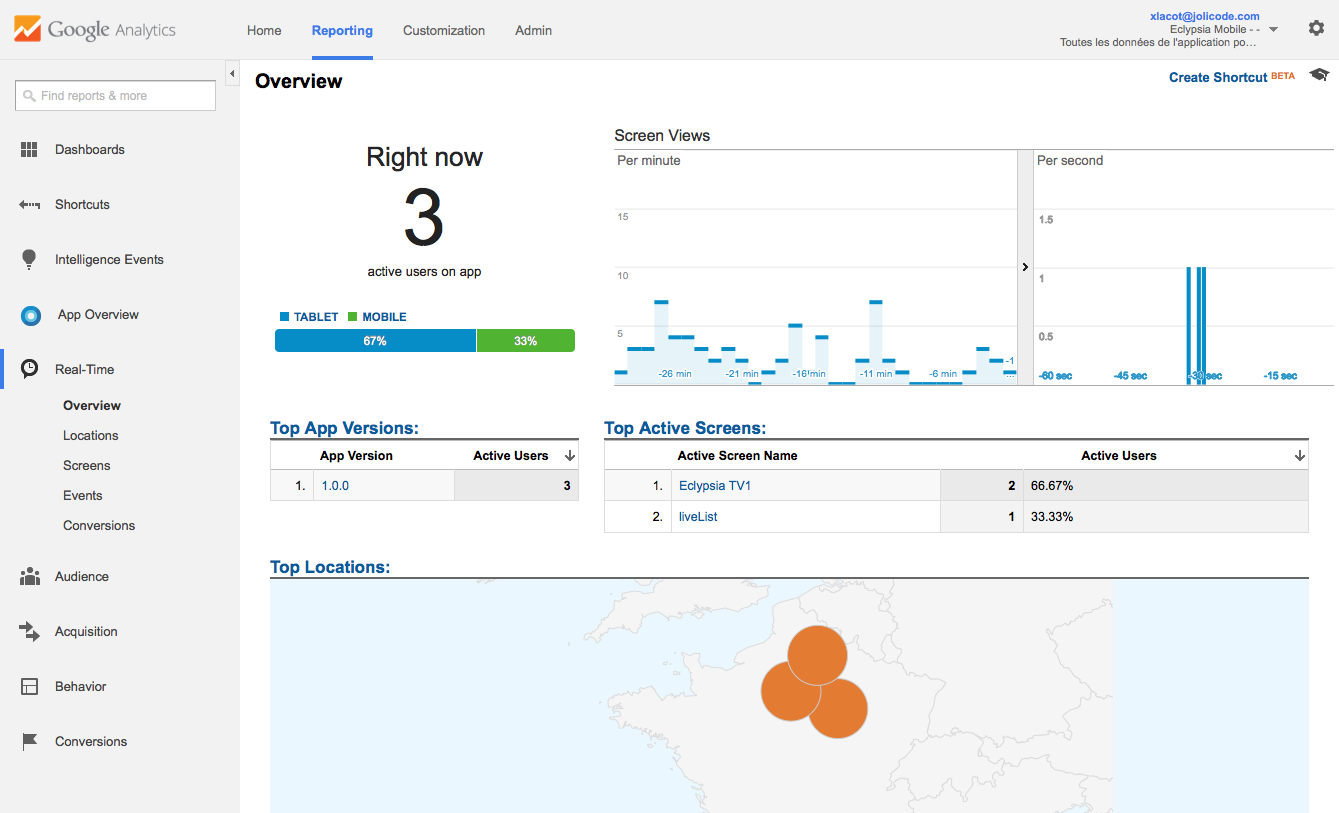 Google Analytics
Home Reporting Customization Admin
xlacot@jolicode.com
Eclypsia Mobile - -
Toutes les données de l'application po…
Find reports & more
Overview
Create Shortcut BETA
Dashboards
Shortcuts
Intelligence Events
App Overview
Real-Time
Overview
Locations
Screens
Events
Conversions
Audience
Acquisition
Behavior
Conversions
Right now
3
active users on app
TABLET MOBILE
67% 33%
Screen Views
Per minute
15
10
5
-26 min -21 min -16 min -11 min -6 min -1
...
Per second
1.5
1
0.5
-60 sec -45 sec -30 sec -15 sec
Top App Versions:
App Version Active Users
1. 1.0.0 3
Top Active Screens:
Active Screen Name Active Users
1. Eclypsia TV1 2 66.67%
2. liveList 1 33.33%
Top Locations: